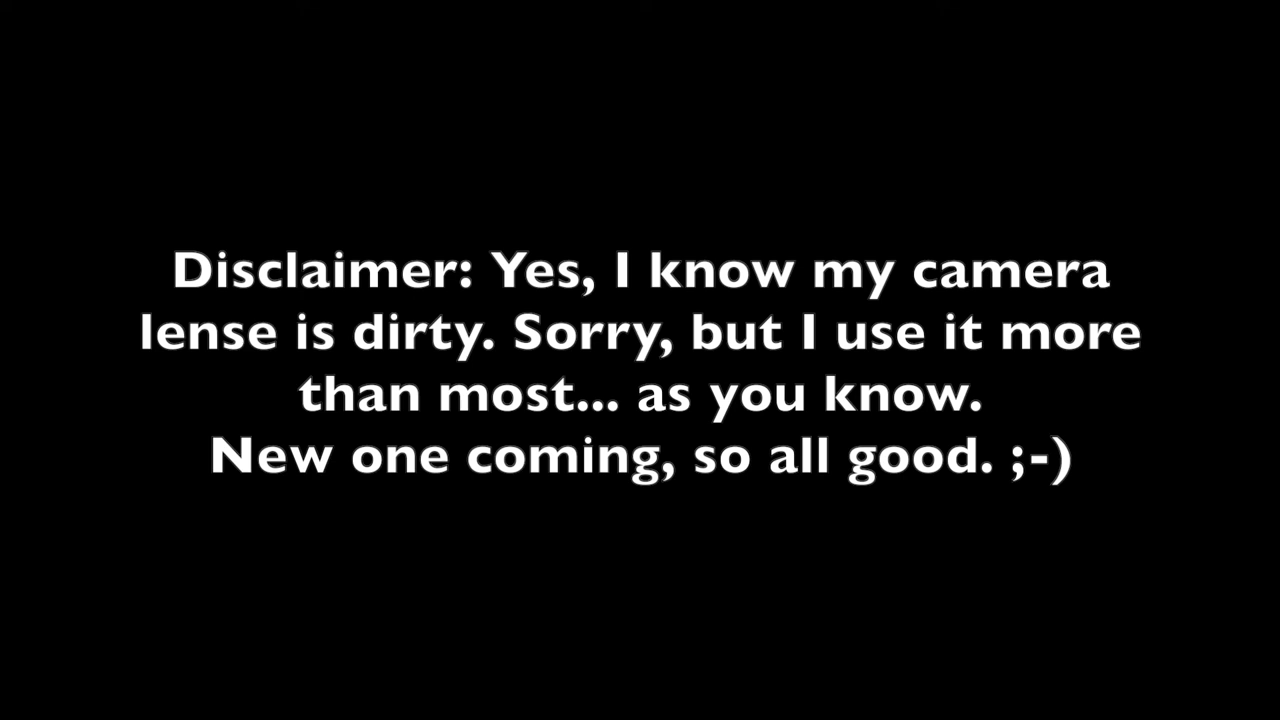 Disclaimer: Yes, I know my camera
lense is dirty. Sorry, but I use it more
than most... as you know.
New one coming, so all good. ;-)